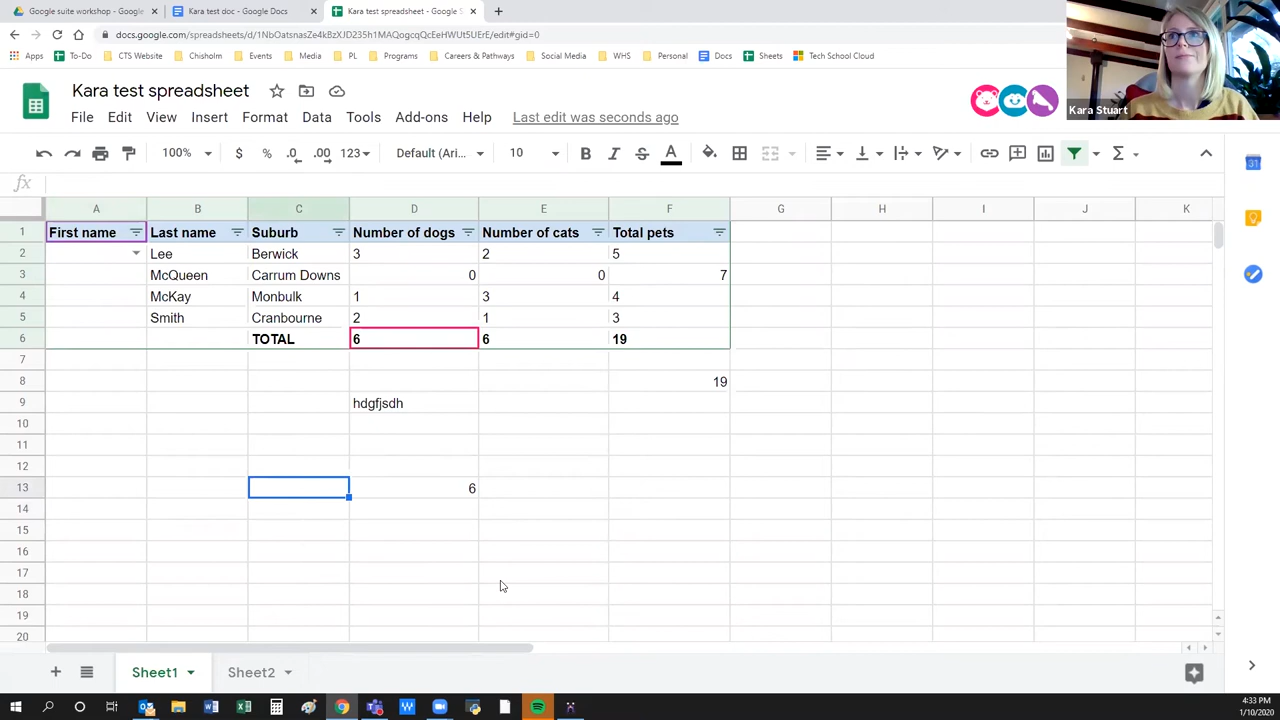 Google suite workshop - Google
Kara test doc - Google Docs
Kara test spreadsheet - Google S
docs.google.com/spreadsheets/d/1NbOatsnasZe4kBzXJD235h1MAQogcqQcEeHWUt5UErE/edit#gid=0
Apps To-Do CTS Website Chisholm Events Media PL Programs Careers & Pathways Social Media WHS Personal Docs Sheets Tech School Cloud
Kara test spreadsheet
Kara Stuart
File Edit View Insert Format Data Tools Add-ons Help Last edit was seconds ago
100% $ % .0 .00 123 Default (Ari... 10 B I S A Σ
fx
A B C D E F G H I J K
1 First name Last name Suburb Number of dogs Number of cats Total pets
2 Lee Berwick 3 2 5
3 McQueen Carrum Downs 0 0 7
4 McKay Monbulk 1 3 4
5 Smith Cranbourne 2 1 3
6 TOTAL 6 6 19
7
8 19
9 hdgfjsdh
10
11
12
13 6
14
15
16
17
18
19
20
31
Sheet1 Sheet2
4:33 PM
1/10/2020